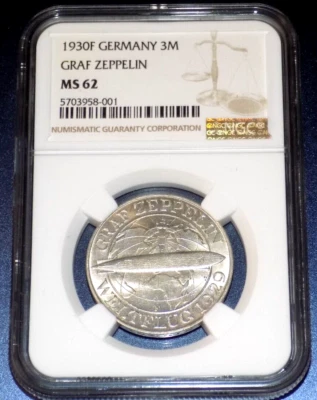 1930F GERMANY 3M
GRAF ZEPPELIN
MS 62
5703958-001
NUMISMATIC GUARANTY CORPORATION
NGC
GRAF ZEPPELIN
WELTFLUG 1929